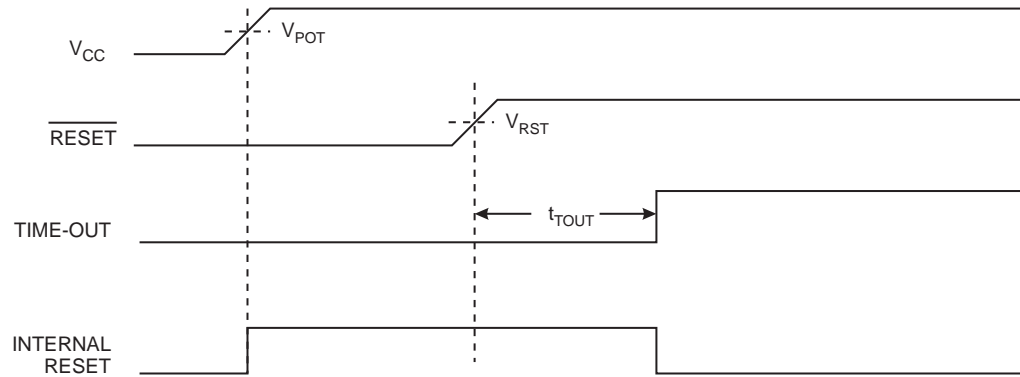 V_CC
V_POT
RESET
V_RST
TIME-OUT
t_TOUT
INTERNAL
RESET